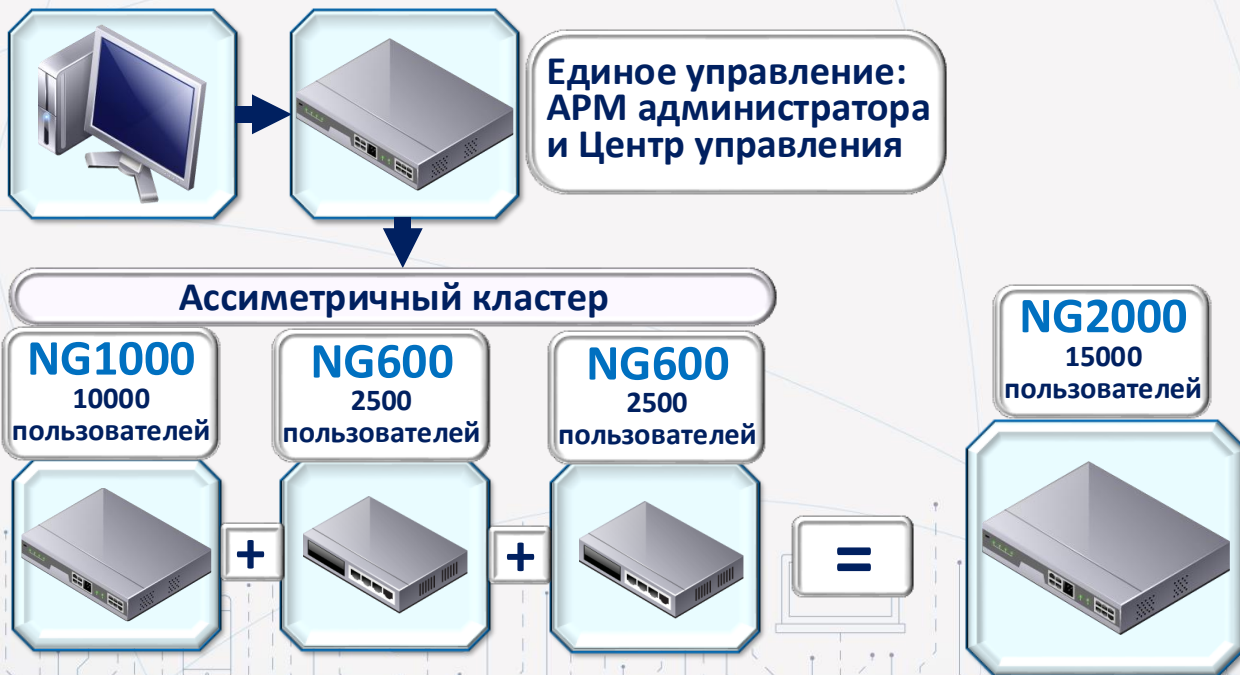 Единое управление:
АРМ администратора
и Центр управления
Ассиметричный кластер
NG1000
10000
пользователей
NG600
2500
пользователей
NG600
2500
пользователей
NG2000
15000
пользователей
+
+
=